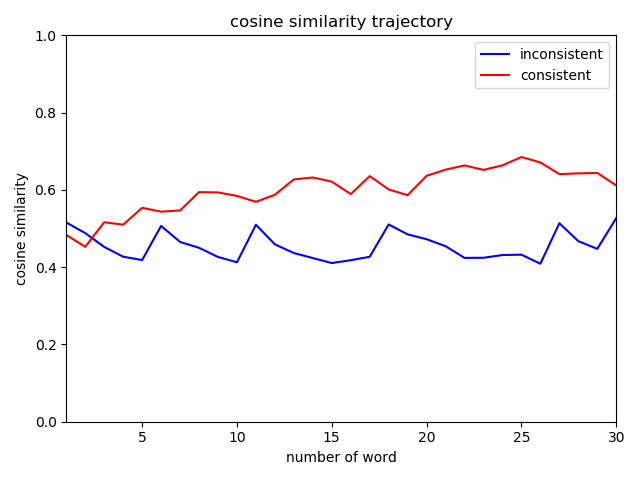 cosine similarity trajectory
inconsistent
consistent
cosine similarity
1.0
0.8
0.6
0.4
0.2
0.0
5
10
15
20
25
30
number of word